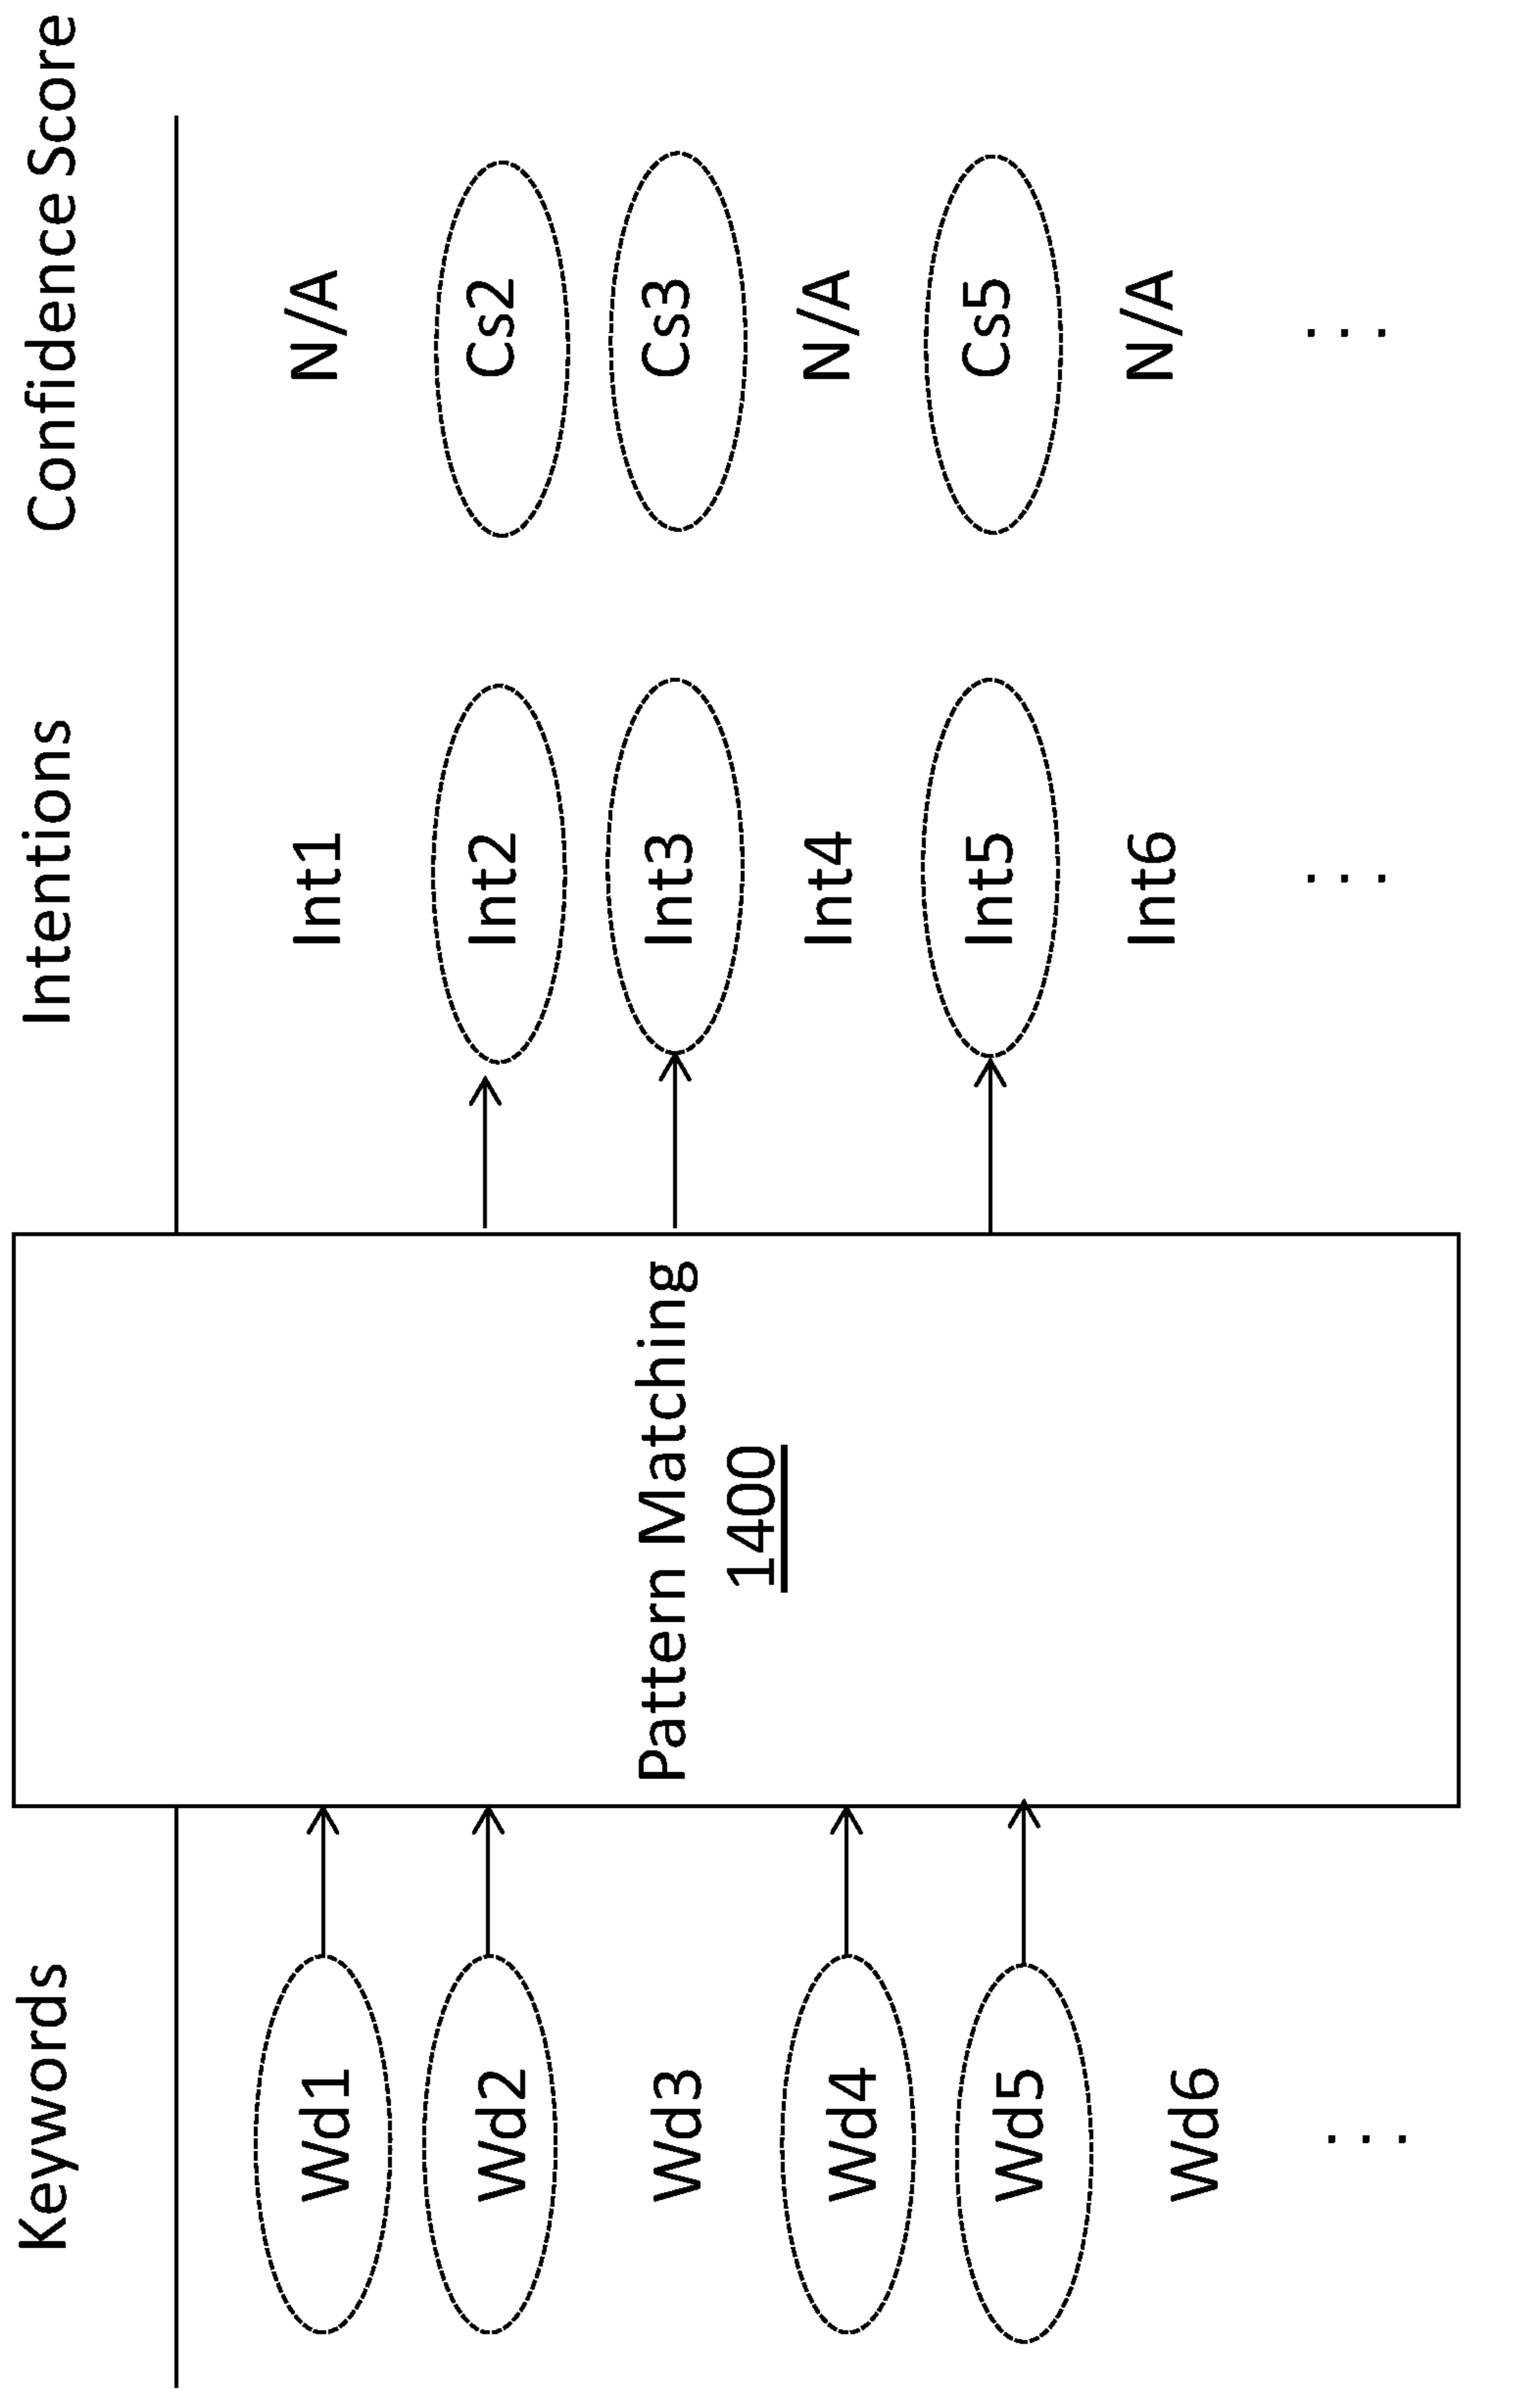 Keywords
Intentions
Confidence Score
Wd1
Wd2
Wd3
Wd4
Wd5
Wd6
. . .
Pattern Matching
1400
Int1
Int2
Int3
Int4
Int5
Int6
. . .
N/A
Cs2
Cs3
N/A
Cs5
N/A
. . .